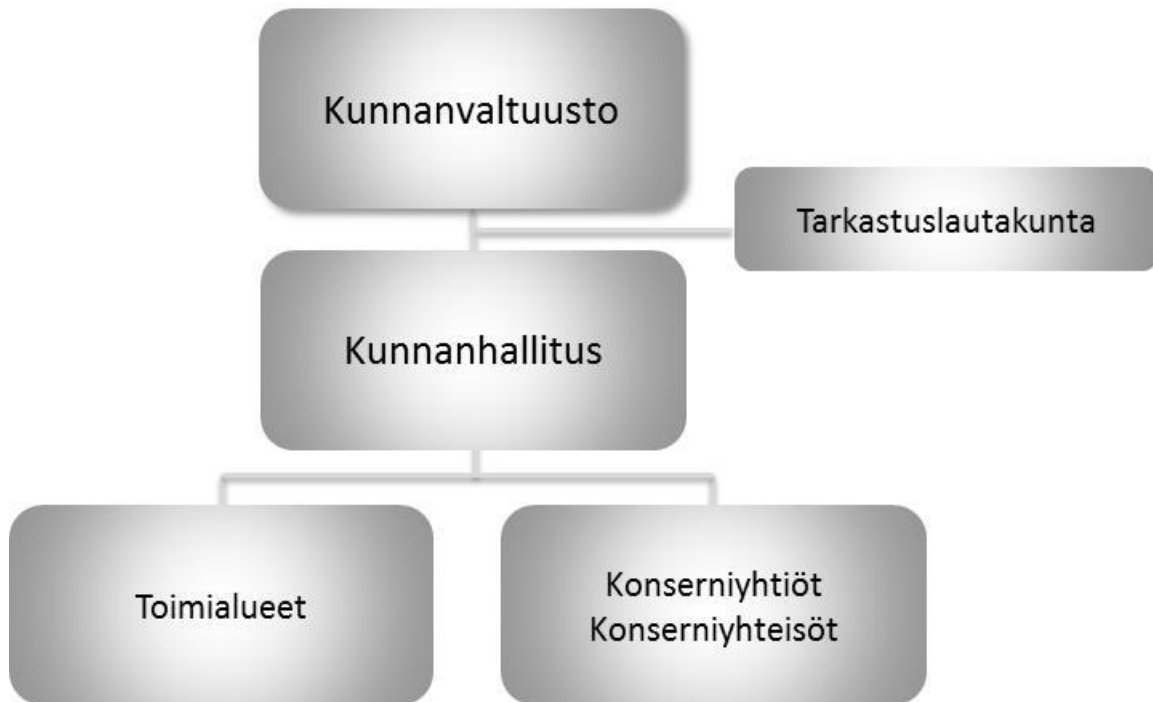 Kunnanvaltuusto
Tarkastuslautakunta
Kunnanhallitus
Toimialueet
Konserniyhtiöt
Konserniyhteisöt